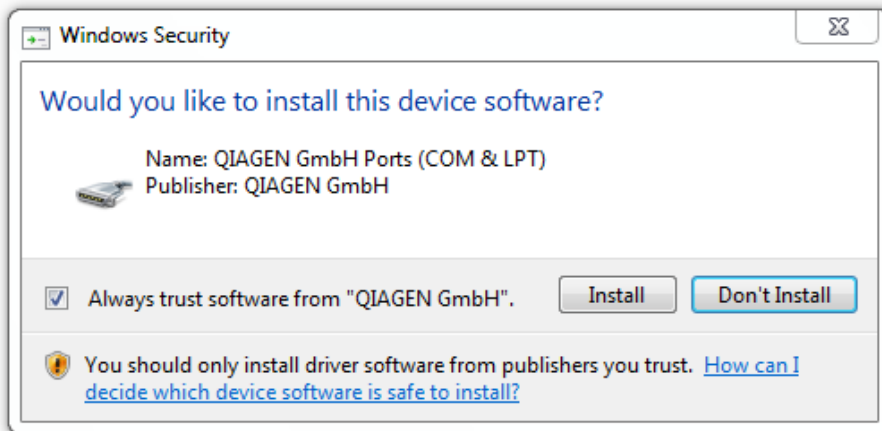 Windows Security
Would you like to install this device software?
Name: QIAGEN GmbH Ports (COM & LPT)
Publisher: QIAGEN GmbH
Always trust software from "QIAGEN GmbH".
Install
Don't Install
You should only install driver software from publishers you trust. How can I
decide which device software is safe to install?